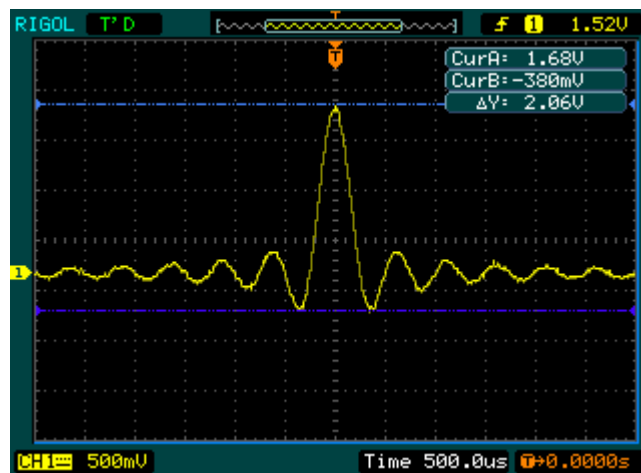 RIGOL T'D 1 1.52V
T
CurA: 1.68V
CurB:-380mV
ΔY: 2.06V
1
CH1 500mV Time 500.0us T→0.0000s